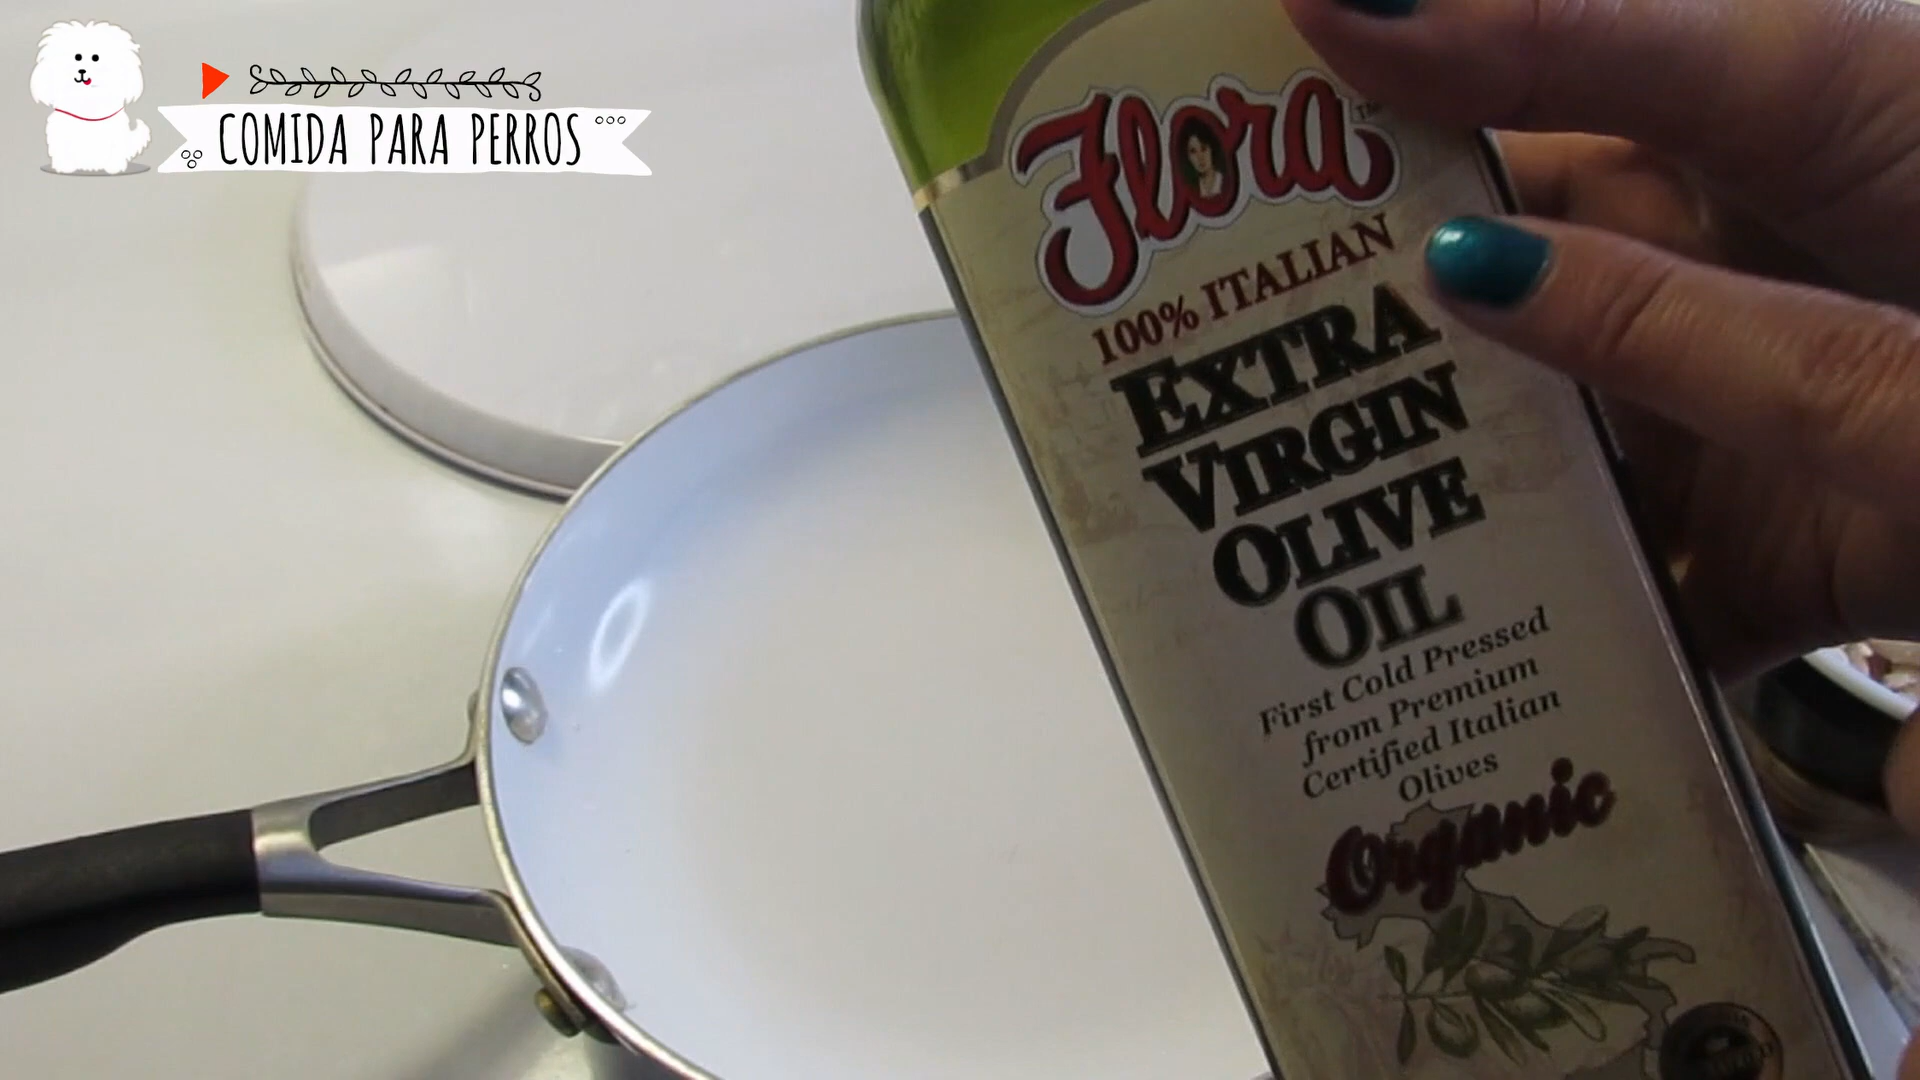 COMIDA PARA PERROS
Flora
100% ITALIAN
EXTRA
VIRGIN
OLIVE
OIL
First Cold Pressed
from Premium
Certified Italian
Olives
Organic